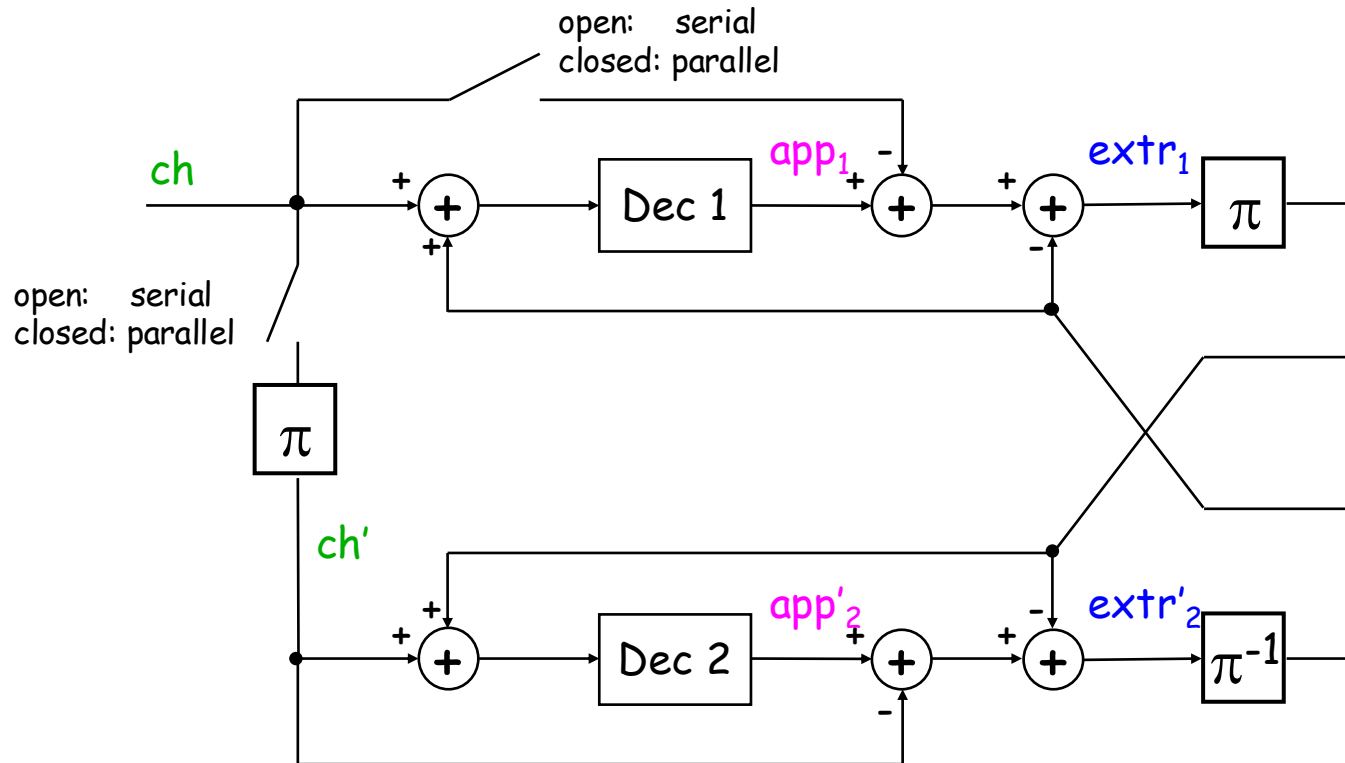 open: serial
closed: parallel
ch
+
+
+
Dec 1
app₁
-
+
+
+
-
+
extr₁
π
open: serial
closed: parallel
π
ch'
+
+
+
Dec 2
app'₂
+
+
-
+
-
+
extr'₂
π⁻¹